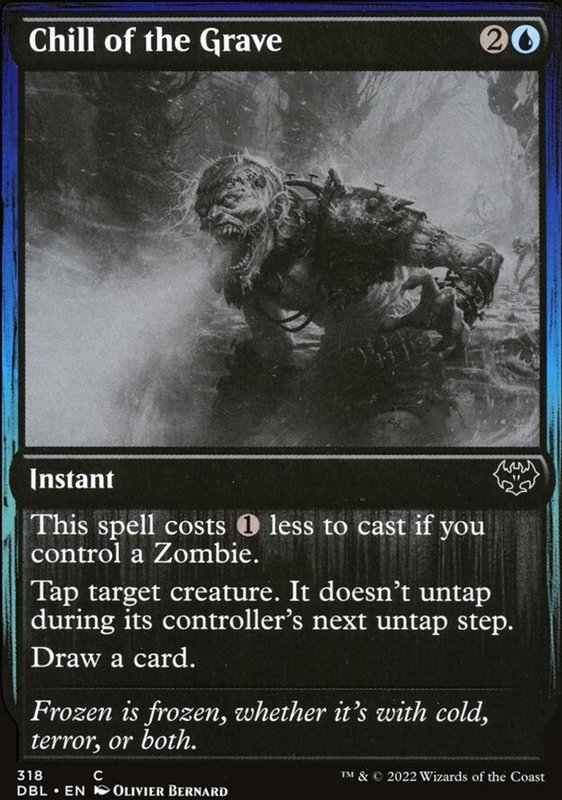 Chill of the Grave 2
Instant
This spell costs 1 less to cast if you
control a Zombie.
Tap target creature. It doesn't untap
during its controller's next untap step.
Draw a card.
Frozen is frozen, whether it's with cold,
terror, or both.
318 C
DBL • EN Olivier Bernard
™ & © 2022 Wizards of the Coast